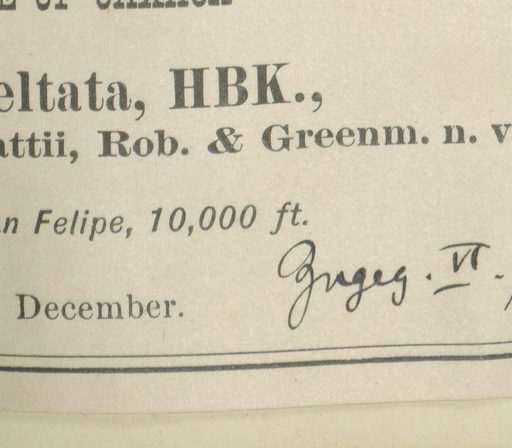 eltata, HBK.,
attii, Rob. & Greenm. n. v
n Felipe, 10,000 ft.
VI.
December.